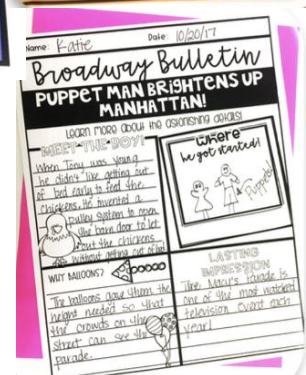 Name: Katie Date: 10/20/17
Broadway Bulletin
PUPPET MAN BRIGHTENS UP
MANHATTAN!
LEARN MORE ABOUT THE ASTONISHING DETAILS!
MEET THE BOY!
When Tony was young
he didn't like getting out
of bed early to feed the
chickens. He invented a
pulley system to open
the barn door to let
out the chickens
without getting out of bed
WHERE
we got started!
Puppets
WHY BALLOONS?
The balloons gave them the
height needed so that
the crowds on the
street can see the
parade.
LASTING
IMPRESSION
The Macy's Parade is
one of the most watched
television event each
year!